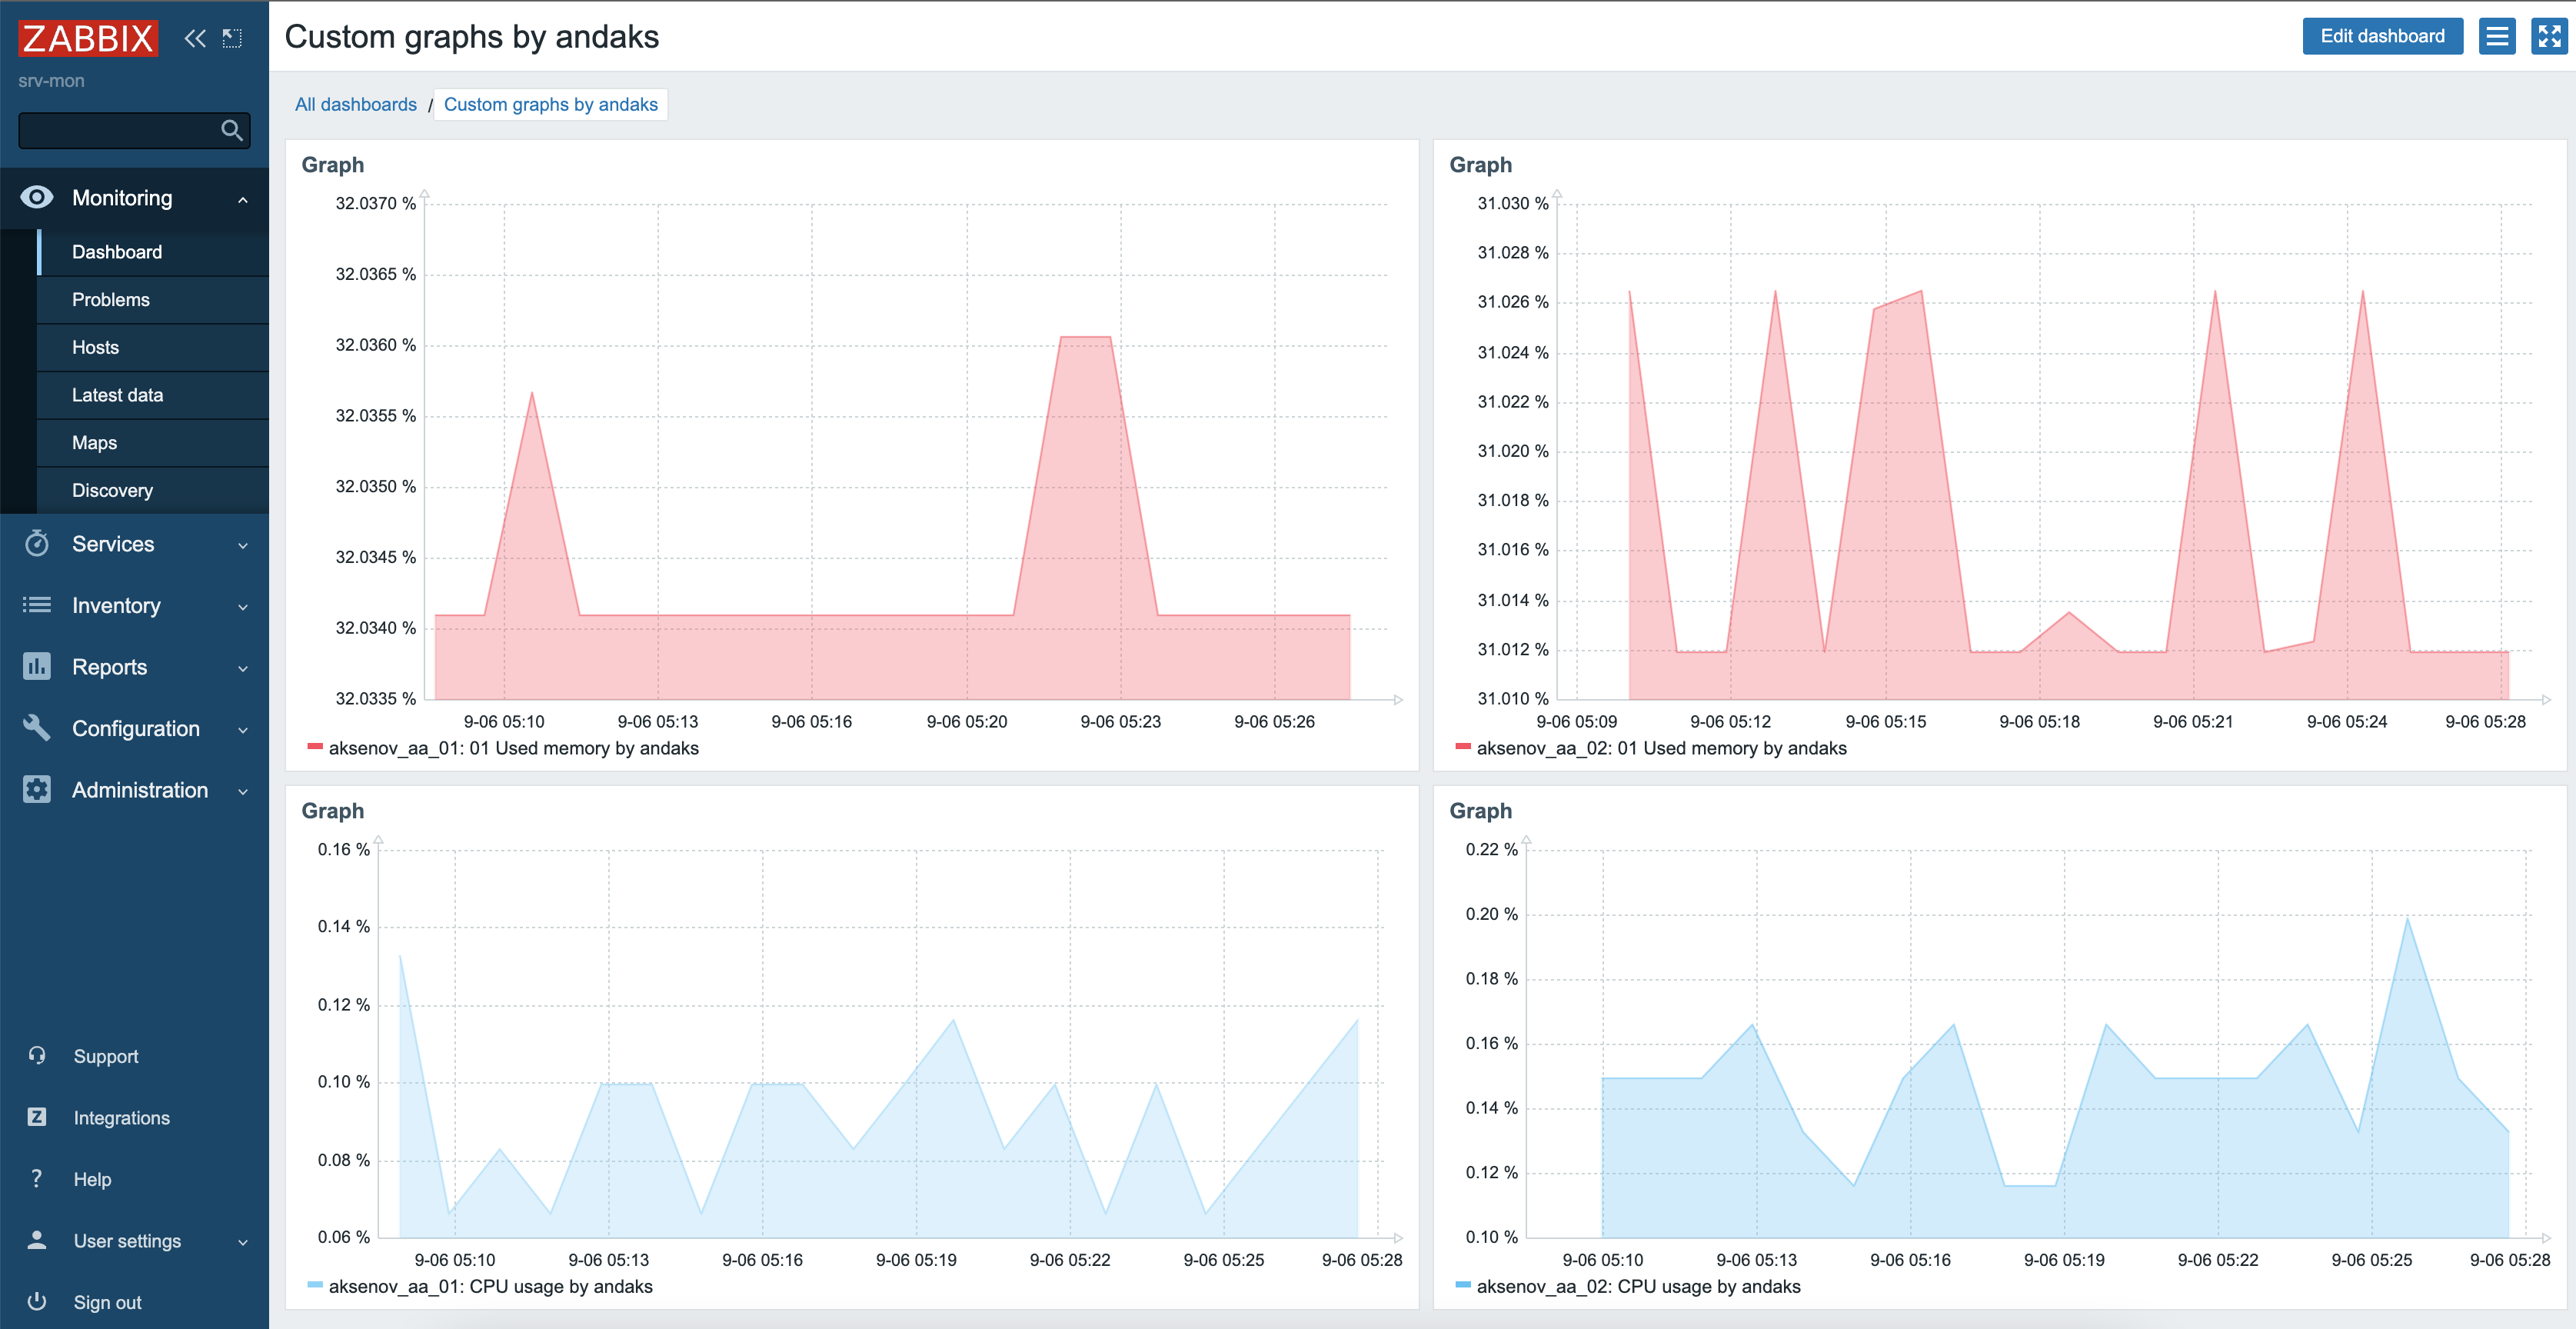 ZABBIX
srv-mon
Monitoring
Dashboard
Problems
Hosts
Latest data
Maps
Discovery
Services
Inventory
Reports
Configuration
Administration
Support
Z Integrations
? Help
User settings
Sign out
Custom graphs by andaks
Edit dashboard
All dashboards / Custom graphs by andaks
Graph
32.0370 %
32.0365 %
32.0360 %
32.0355 %
32.0350 %
32.0345 %
32.0340 %
32.0335 %
9-06 05:10 9-06 05:13 9-06 05:16 9-06 05:20 9-06 05:23 9-06 05:26
aksenov_aa_01: 01 Used memory by andaks
Graph
31.030 %
31.028 %
31.026 %
31.024 %
31.022 %
31.020 %
31.018 %
31.016 %
31.014 %
31.012 %
31.010 %
9-06 05:09 9-06 05:12 9-06 05:15 9-06 05:18 9-06 05:21 9-06 05:24 9-06 05:28
aksenov_aa_02: 01 Used memory by andaks
Graph
0.16 %
0.14 %
0.12 %
0.10 %
0.08 %
0.06 %
9-06 05:10 9-06 05:13 9-06 05:16 9-06 05:19 9-06 05:22 9-06 05:25 9-06 05:28
aksenov_aa_01: CPU usage by andaks
Graph
0.22 %
0.20 %
0.18 %
0.16 %
0.14 %
0.12 %
0.10 %
9-06 05:10 9-06 05:13 9-06 05:16 9-06 05:19 9-06 05:22 9-06 05:25 9-06 05:28
aksenov_aa_02: CPU usage by andaks